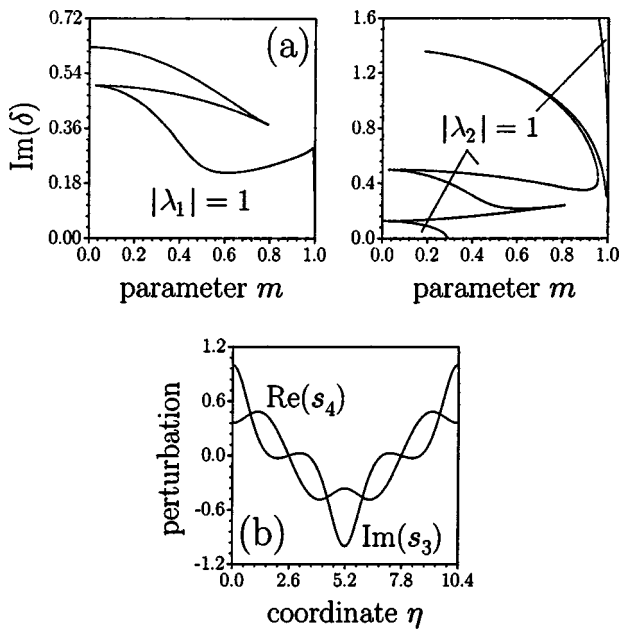 (a)
Im(δ)
0.72
0.54
0.36
0.18
0.00
|λ₁| = 1
0.0 0.2 0.4 0.6 0.8 1.0
parameter m
1.6
1.2
0.8
0.4
0.0
|λ₂| = 1
0.0 0.2 0.4 0.6 0.8 1.0
parameter m
perturbation
1.2
0.6
0.0
-0.6
-1.2
Re(s₄)
(b)
Im(s₃)
0.0 2.6 5.2 7.8 10.4
coordinate η